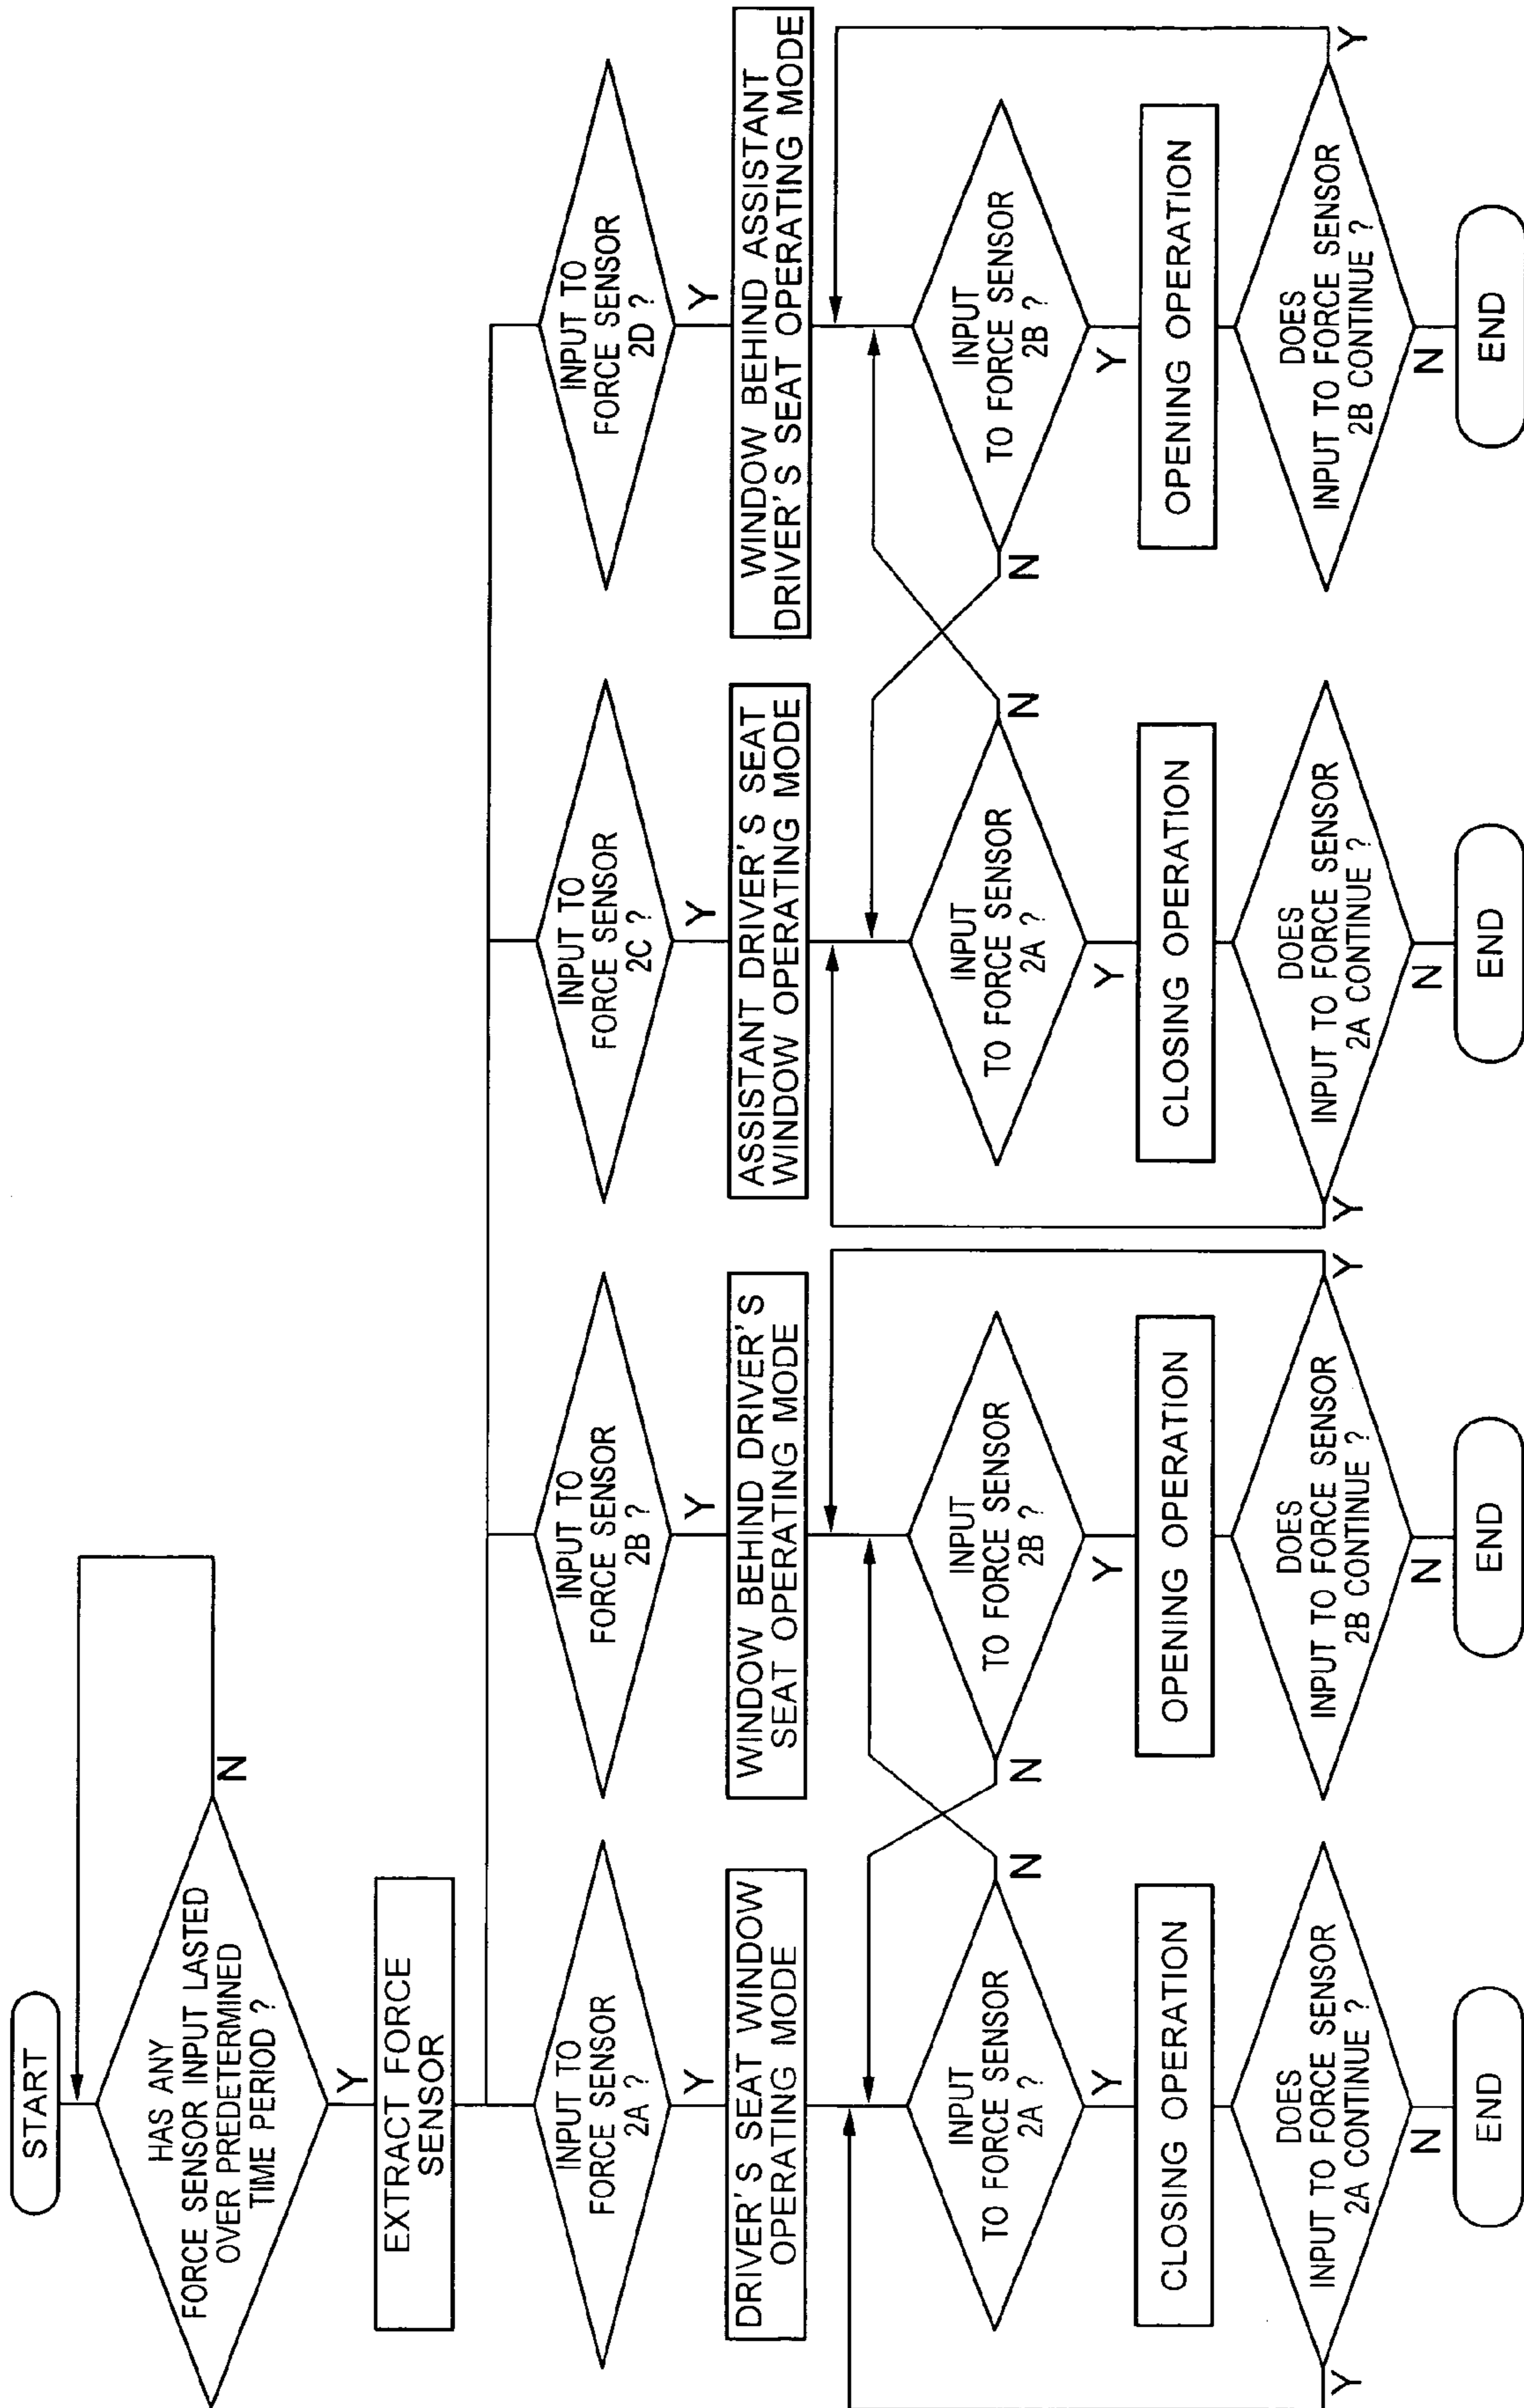 START
HAS ANY
FORCE SENSOR INPUT LASTED
OVER PREDETERMINED
TIME PERIOD ?
N
Y
EXTRACT FORCE
SENSOR
INPUT TO
FORCE SENSOR
2A ?
Y
INPUT TO
FORCE SENSOR
2B ?
Y
INPUT TO
FORCE SENSOR
2C ?
Y
INPUT TO
FORCE SENSOR
2D ?
Y
DRIVER'S SEAT WINDOW
OPERATING MODE
WINDOW BEHIND DRIVER'S
SEAT OPERATING MODE
ASSISTANT DRIVER'S SEAT
WINDOW OPERATING MODE
WINDOW BEHIND ASSISTANT
DRIVER'S SEAT OPERATING MODE
INPUT
TO FORCE SENSOR
2A ?
N
Y
INPUT
TO FORCE SENSOR
2B ?
N
Y
INPUT
TO FORCE SENSOR
2A ?
N
Y
INPUT
TO FORCE SENSOR
2B ?
N
Y
CLOSING OPERATION
OPENING OPERATION
CLOSING OPERATION
OPENING OPERATION
DOES
INPUT TO FORCE SENSOR
2A CONTINUE ?
Y
N
DOES
INPUT TO FORCE SENSOR
2B CONTINUE ?
Y
N
DOES
INPUT TO FORCE SENSOR
2A CONTINUE ?
Y
N
DOES
INPUT TO FORCE SENSOR
2B CONTINUE ?
Y
N
END
END
END
END